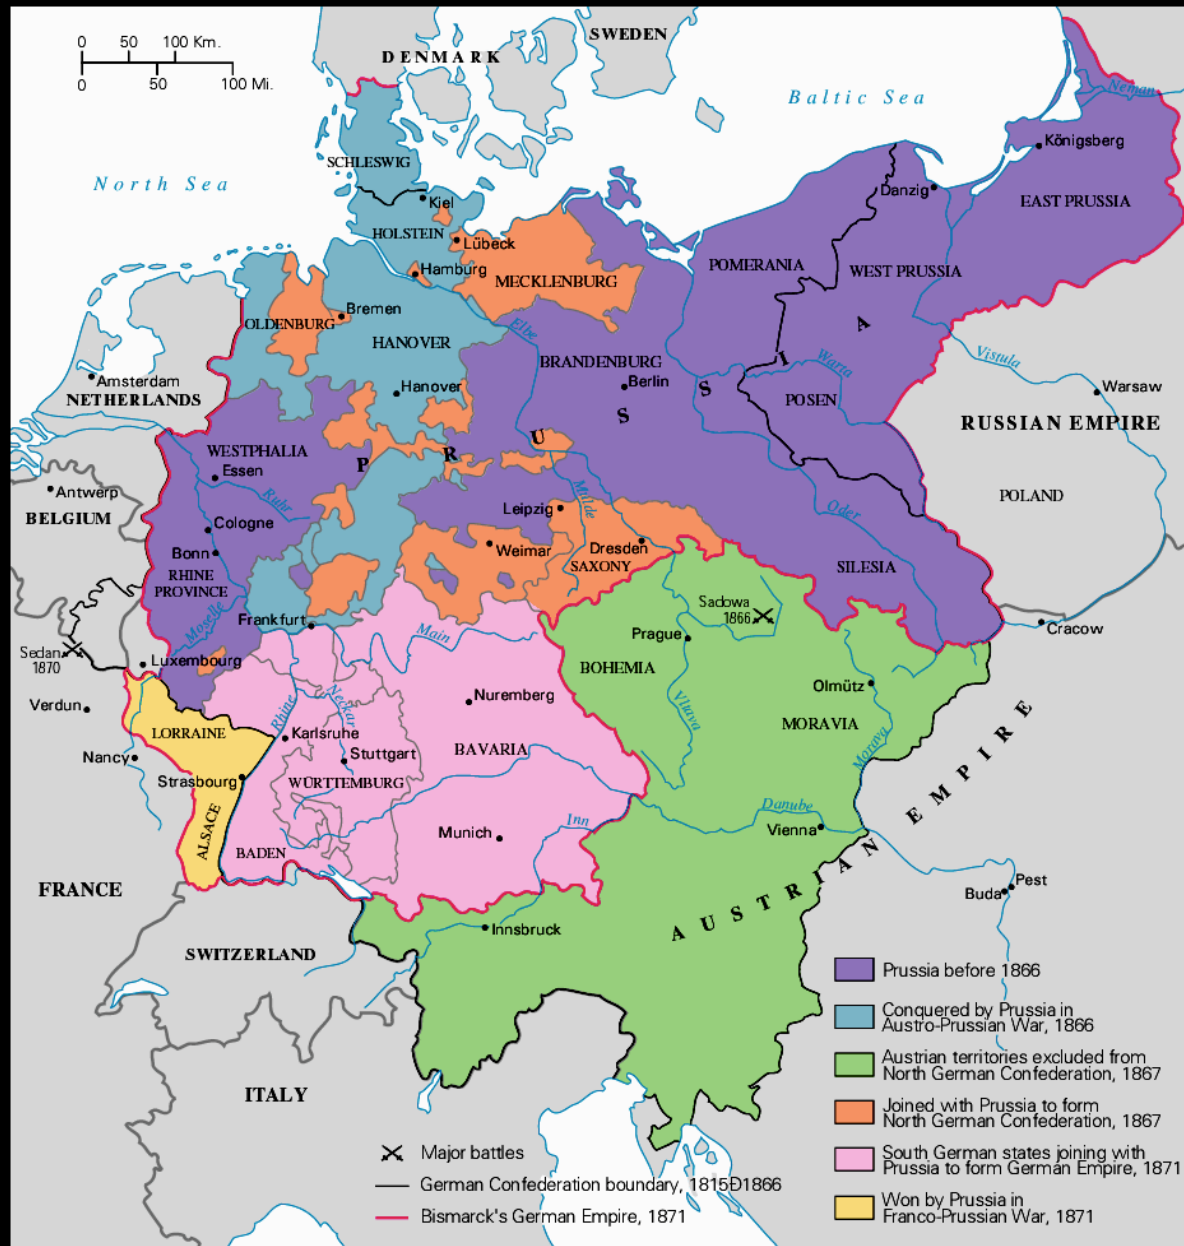 SWEDEN
DENMARK
0 50 100 Km.
0 50 100 Mi.
Baltic Sea
Neman
Königsberg
SCHLESWIG
North Sea
Danzig
EAST PRUSSIA
Kiel
HOLSTEIN
Lübeck
POMERANIA
WEST PRUSSIA
Hamburg
MECKLENBURG
Bremen
OLDENBURG
Elbe
HANOVER
BRANDENBURG
Warta
Vistula
Amsterdam
NETHERLANDS
Hanover
Berlin
POSEN
Warsaw
PRUSSIA
RUSSIAN EMPIRE
WESTPHALIA
Essen
Ruhr
Antwerp
BELGIUM
Cologne
Leipzig
Mulde
Oder
POLAND
Bonn
Weimar
Dresden
SAXONY
RHINE
PROVINCE
SILESIA
Moselle
Frankfurt
Main
Sadowa
1866
Prague
Cracow
Sedan
1870
Luxembourg
BOHEMIA
Verdun
Nuremberg
Olmütz
Rhine
Neckar
Vltava
LORRAINE
Karlsruhe
MORAVIA
Nancy
Stuttgart
BAVARIA
Morava
Strasbourg
WÜRTTEMBURG
Danube
ALSACE
Munich
Inn
Vienna
BADEN
AUSTRIAN EMPIRE
FRANCE
Pest
Buda
SWITZERLAND
Innsbruck
ITALY
Prussia before 1866
Conquered by Prussia in
Austro-Prussian War, 1866
Austrian territories excluded from
North German Confederation, 1867
Joined with Prussia to form
North German Confederation, 1867
South German states joining with
Prussia to form German Empire, 1871
Won by Prussia in
Franco-Prussian War, 1871
Major battles
German Confederation boundary, 1815Ð1866
Bismarck's German Empire, 1871